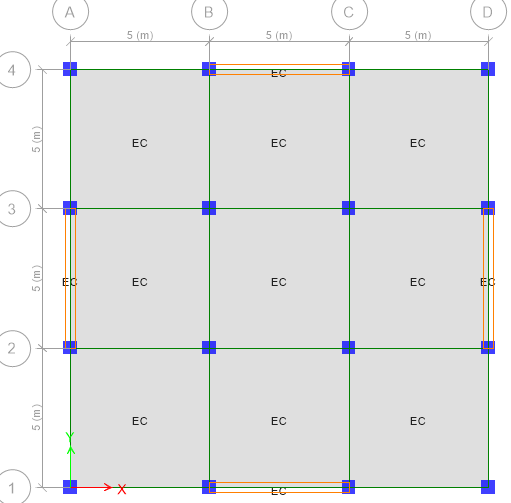 A B C D
5 (m) 5 (m) 5 (m)
4
EC
5 (m)
EC EC EC
3
5 (m)
EC EC EC EC EC
2
5 (m)
EC EC EC
Y
1
X
EC